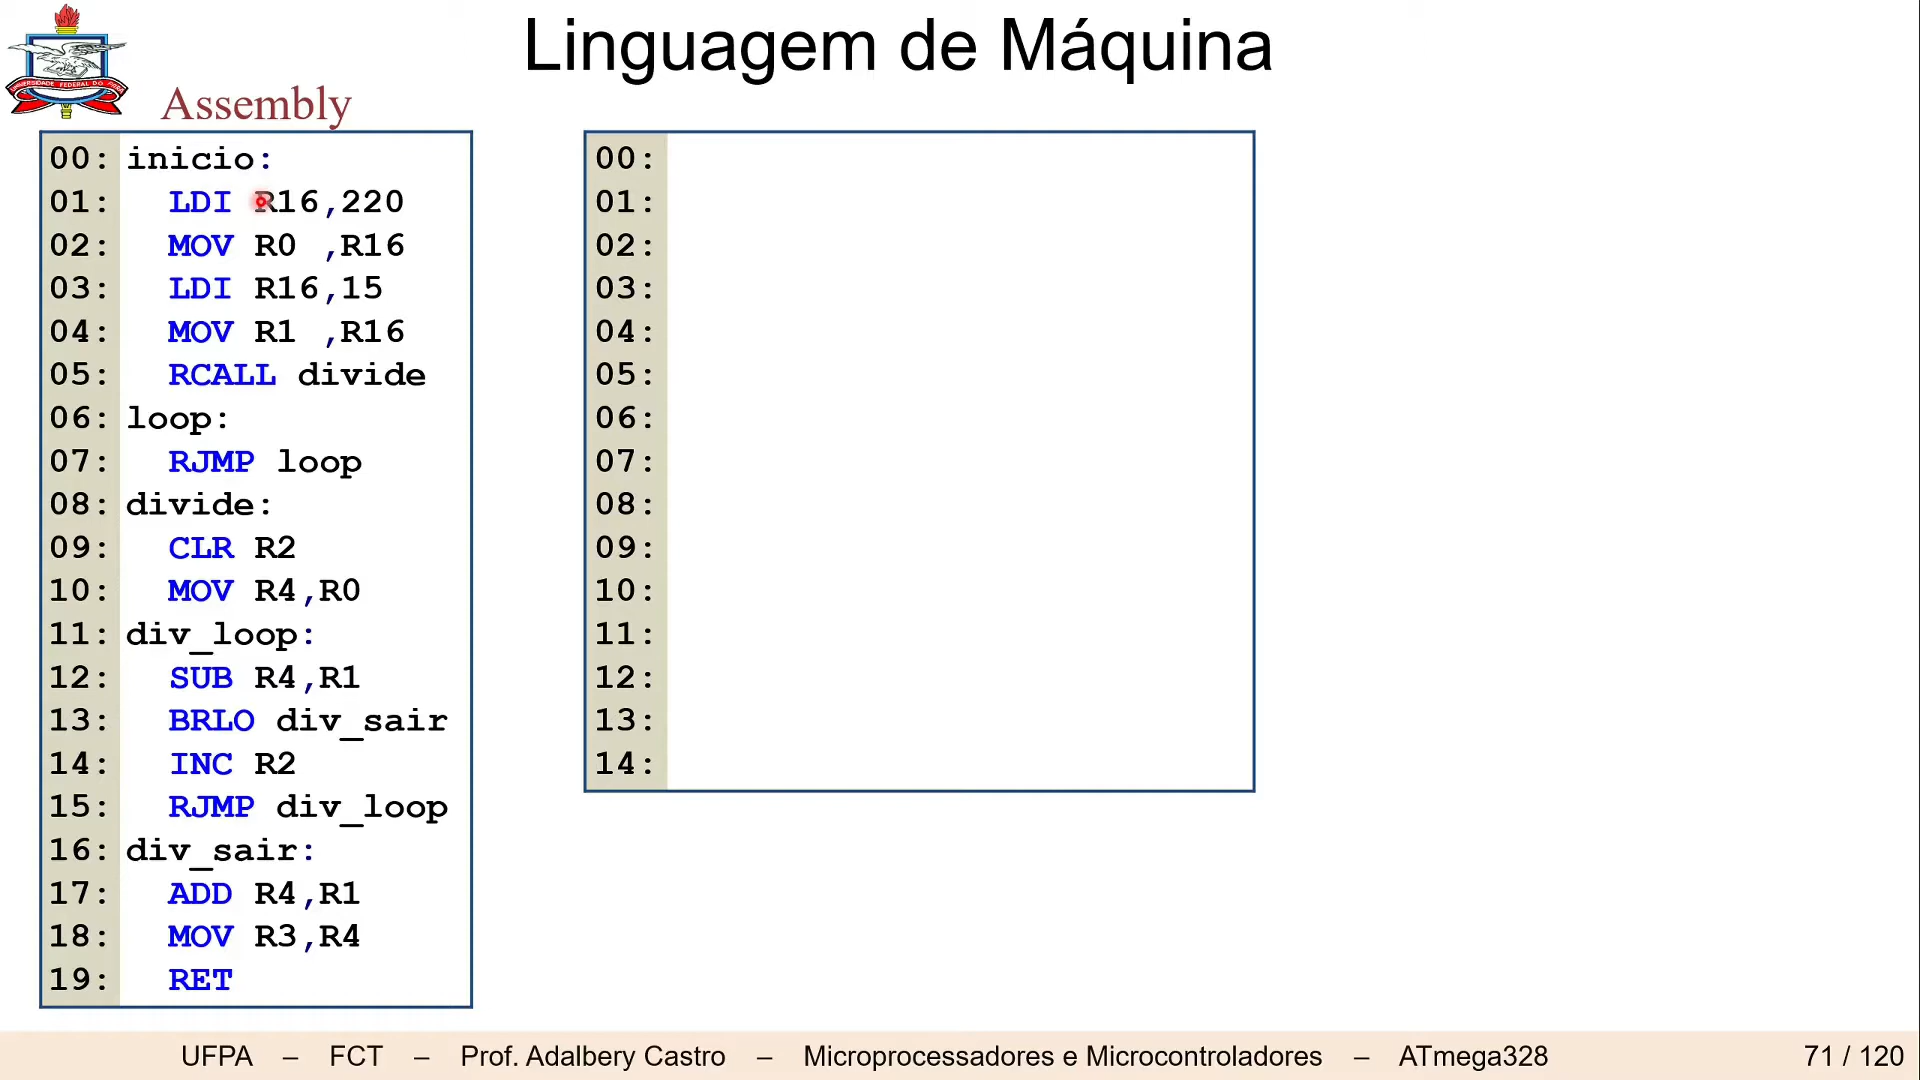 Linguagem de Máquina
Assembly
00: inicio:
01: LDI R16,220
02: MOV R0 ,R16
03: LDI R16,15
04: MOV R1 ,R16
05: RCALL divide
06: loop:
07: RJMP loop
08: divide:
09: CLR R2
10: MOV R4,R0
11: div_loop:
12: SUB R4,R1
13: BRLO div_sair
14: INC R2
15: RJMP div_loop
16: div_sair:
17: ADD R4,R1
18: MOV R3,R4
19: RET
00:
01:
02:
03:
04:
05:
06:
07:
08:
09:
10:
11:
12:
13:
14:
UFPA – FCT – Prof. Adalbery Castro – Microprocessadores e Microcontroladores – ATmega328 71 / 120